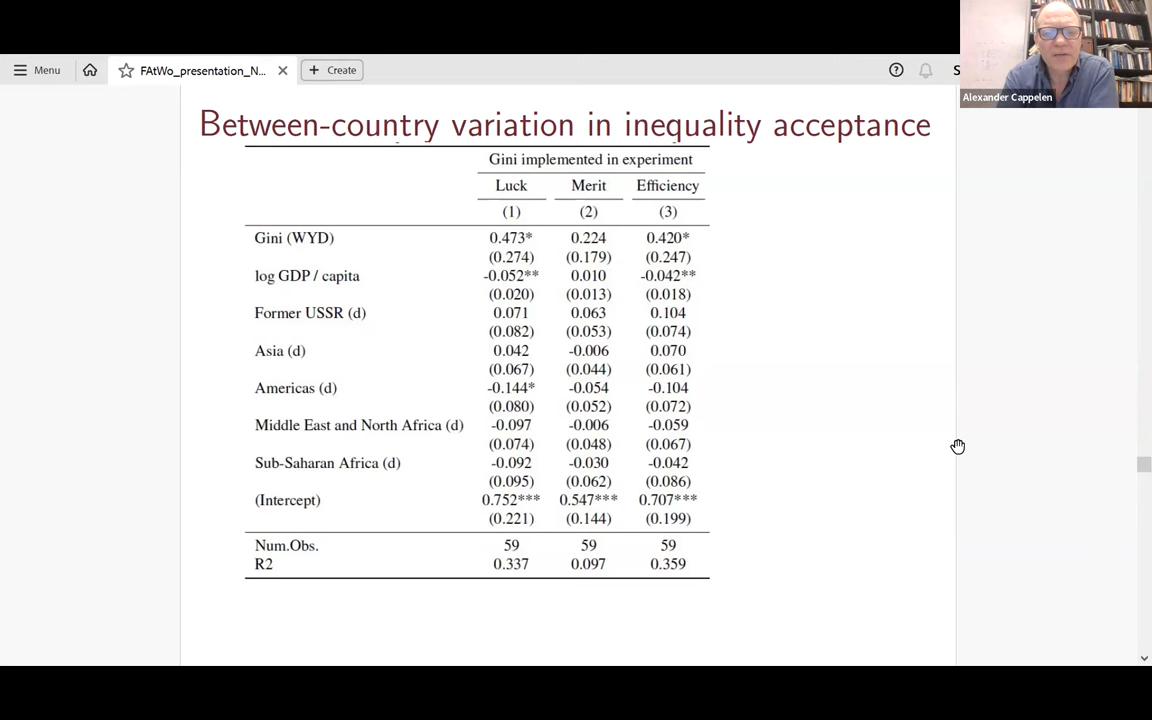 Menu
FAtWo_presentation_N...
Create
S
Alexander Cappelen
Between-country variation in inequality acceptance
Gini implemented in experiment
Luck Merit Efficiency
(1) (2) (3)
Gini (WYD) 0.473* 0.224 0.420*
(0.274) (0.179) (0.247)
log GDP / capita -0.052** 0.010 -0.042**
(0.020) (0.013) (0.018)
Former USSR (d) 0.071 0.063 0.104
(0.082) (0.053) (0.074)
Asia (d) 0.042 -0.006 0.070
(0.067) (0.044) (0.061)
Americas (d) -0.144* -0.054 -0.104
(0.080) (0.052) (0.072)
Middle East and North Africa (d) -0.097 -0.006 -0.059
(0.074) (0.048) (0.067)
Sub-Saharan Africa (d) -0.092 -0.030 -0.042
(0.095) (0.062) (0.086)
(Intercept) 0.752*** 0.547*** 0.707***
(0.221) (0.144) (0.199)
Num.Obs. 59 59 59
R2 0.337 0.097 0.359